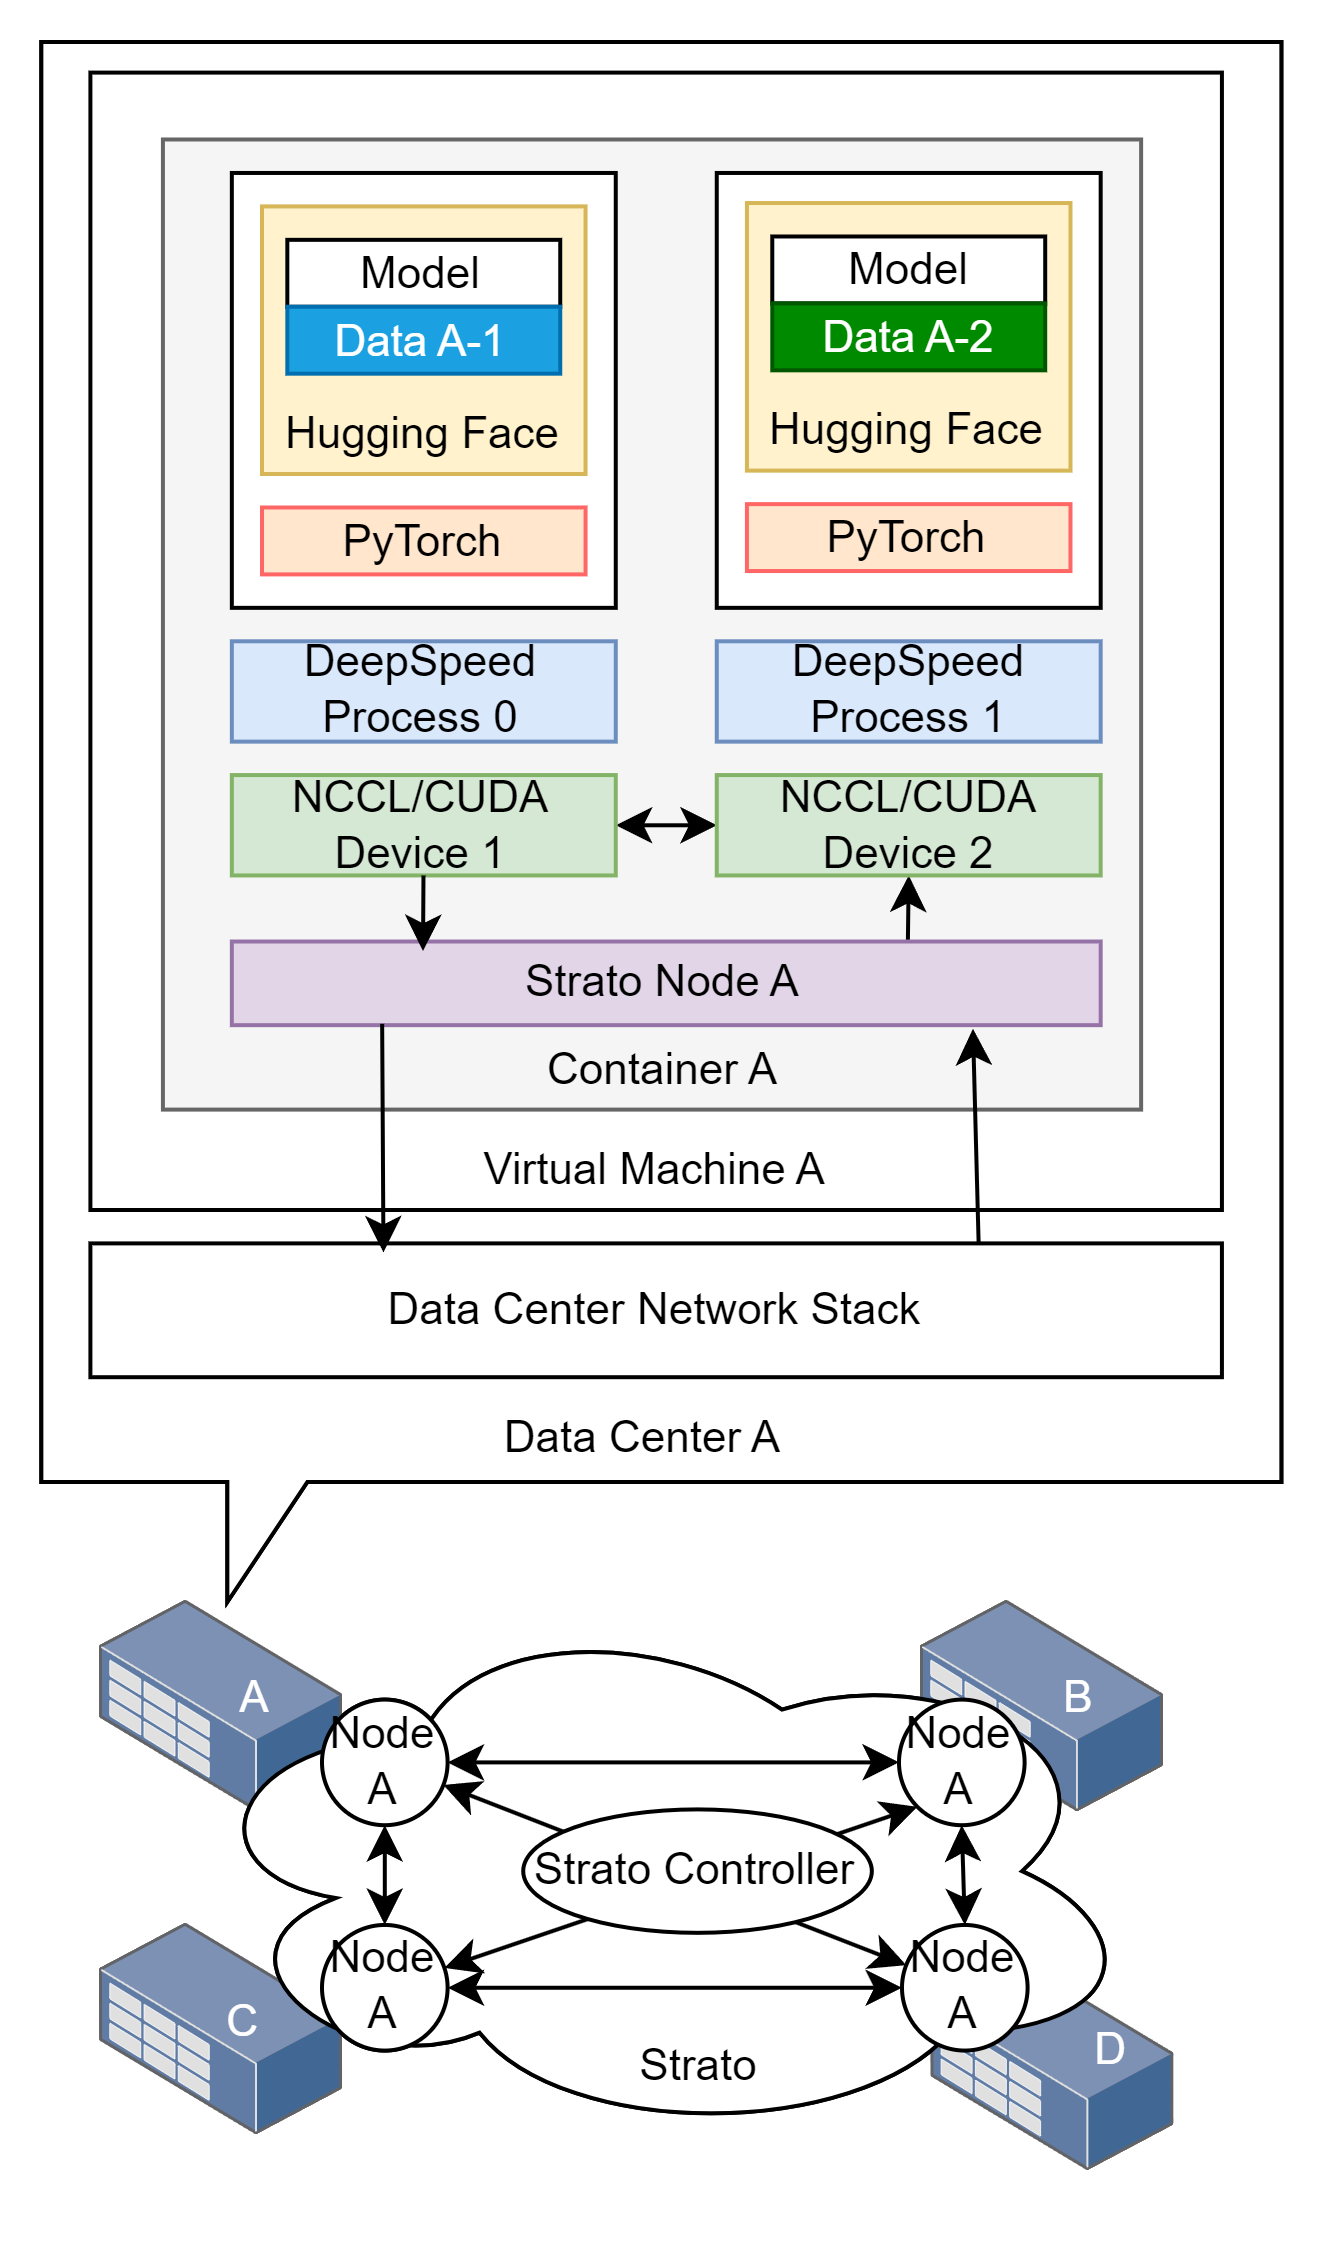 Model
Data A-1
Hugging Face
PyTorch
DeepSpeed
Process 0
NCCL/CUDA
Device 1
Model
Data A-2
Hugging Face
PyTorch
DeepSpeed
Process 1
NCCL/CUDA
Device 2
Strato Node A
Container A
Virtual Machine A
Data Center Network Stack
Data Center A
A
B
Node
A
Node
A
Strato Controller
Node
A
Node
A
C
D
Strato